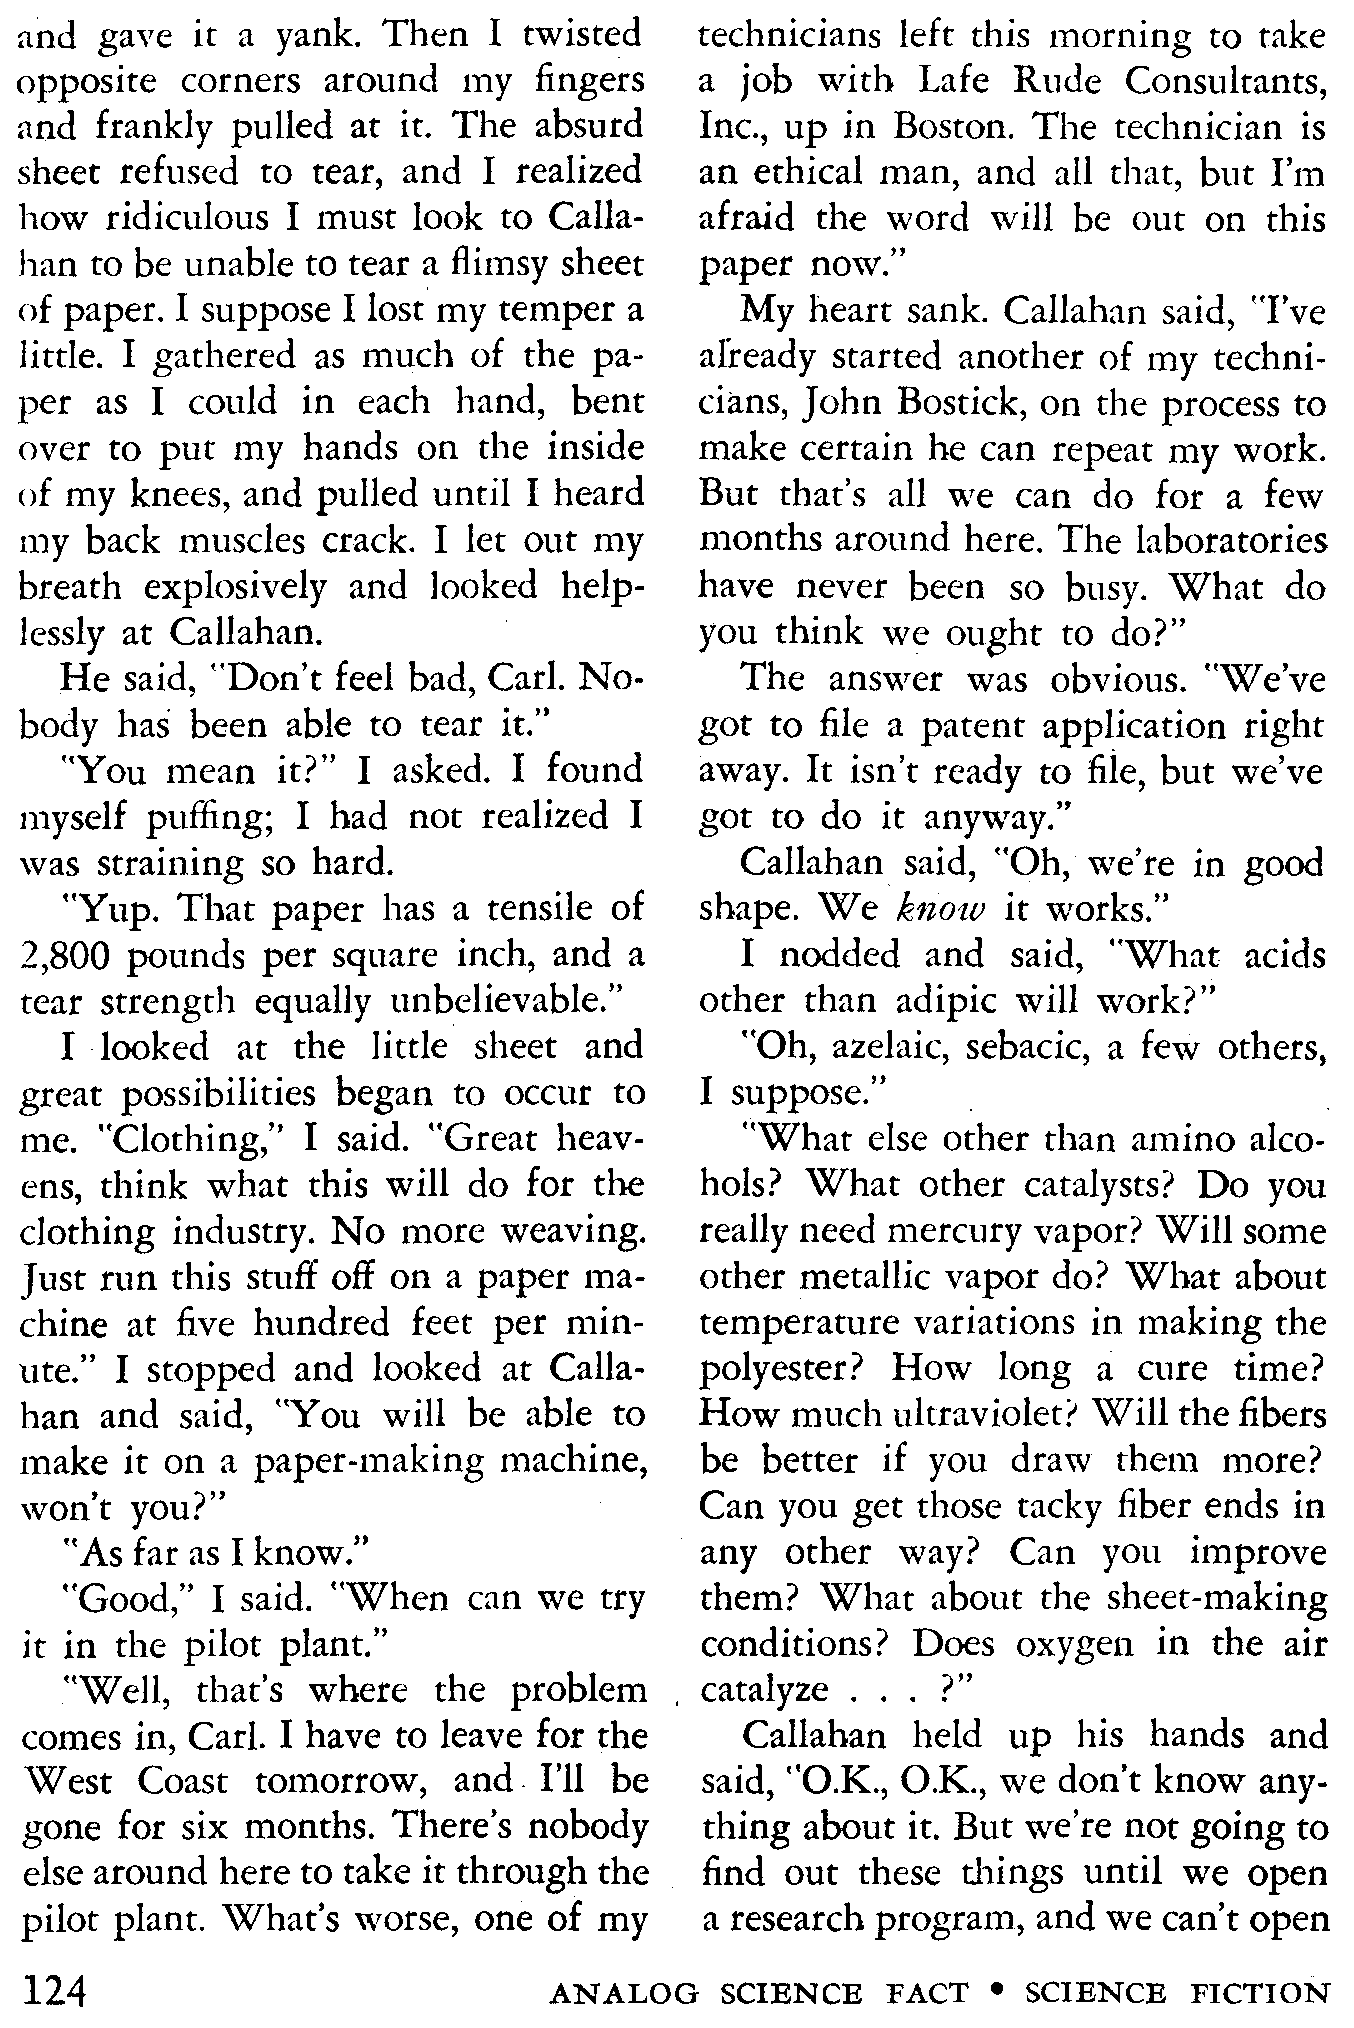 and gave it a yank. Then I twisted
opposite corners around my fingers
and frankly pulled at it. The absurd
sheet refused to tear, and I realized
how ridiculous I must look to Calla-
han to be unable to tear a flimsy sheet
of paper. I suppose I lost my temper a
little. I gathered as much of the pa-
per as I could in each hand, bent
over to put my hands on the inside
of my knees, and pulled until I heard
my back muscles crack. I let out my
breath explosively and looked help-
lessly at Callahan.
He said, "Don't feel bad, Carl. No-
body has been able to tear it."
"You mean it?" I asked. I found
myself puffing; I had not realized I
was straining so hard.
"Yup. That paper has a tensile of
2,800 pounds per square inch, and a
tear strength equally unbelievable."
I looked at the little sheet and
great possibilities began to occur to
me. "Clothing," I said. "Great heav-
ens, think what this will do for the
clothing industry. No more weaving.
Just run this stuff off on a paper ma-
chine at five hundred feet per min-
ute." I stopped and looked at Calla-
han and said, "You will be able to
make it on a paper-making machine,
won't you?"
"As far as I know."
"Good," I said. "When can we try
it in the pilot plant."
"Well, that's where the problem
comes in, Carl. I have to leave for the
West Coast tomorrow, and I'll be
gone for six months. There's nobody
else around here to take it through the
pilot plant. What's worse, one of my
technicians left this morning to take
a job with Lafe Rude Consultants,
Inc., up in Boston. The technician is
an ethical man, and all that, but I'm
afraid the word will be out on this
paper now."
My heart sank. Callahan said, "I've
already started another of my techni-
cians, John Bostick, on the process to
make certain he can repeat my work.
But that's all we can do for a few
months around here. The laboratories
have never been so busy. What do
you think we ought to do?"
The answer was obvious. "We've
got to file a patent application right
away. It isn't ready to file, but we've
got to do it anyway."
Callahan said, "Oh, we're in good
shape. We know it works."
I nodded and said, "What acids
other than adipic will work?"
"Oh, azelaic, sebacic, a few others,
I suppose."
"What else other than amino alco-
hols? What other catalysts? Do you
really need mercury vapor? Will some
other metallic vapor do? What about
temperature variations in making the
polyester? How long a cure time?
How much ultraviolet? Will the fibers
be better if you draw them more?
Can you get those tacky fiber ends in
any other way? Can you improve
them? What about the sheet-making
conditions? Does oxygen in the air
catalyze . . . ?"
Callahan held up his hands and
said, "O.K., O.K., we don't know any-
thing about it. But we're not going to
find out these things until we open
a research program, and we can't open
124
ANALOG SCIENCE FACT • SCIENCE FICTION